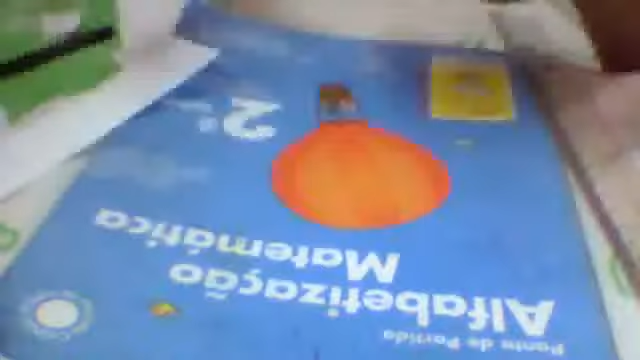 Ponto de Partida
Alfabetização
Matemática
2º